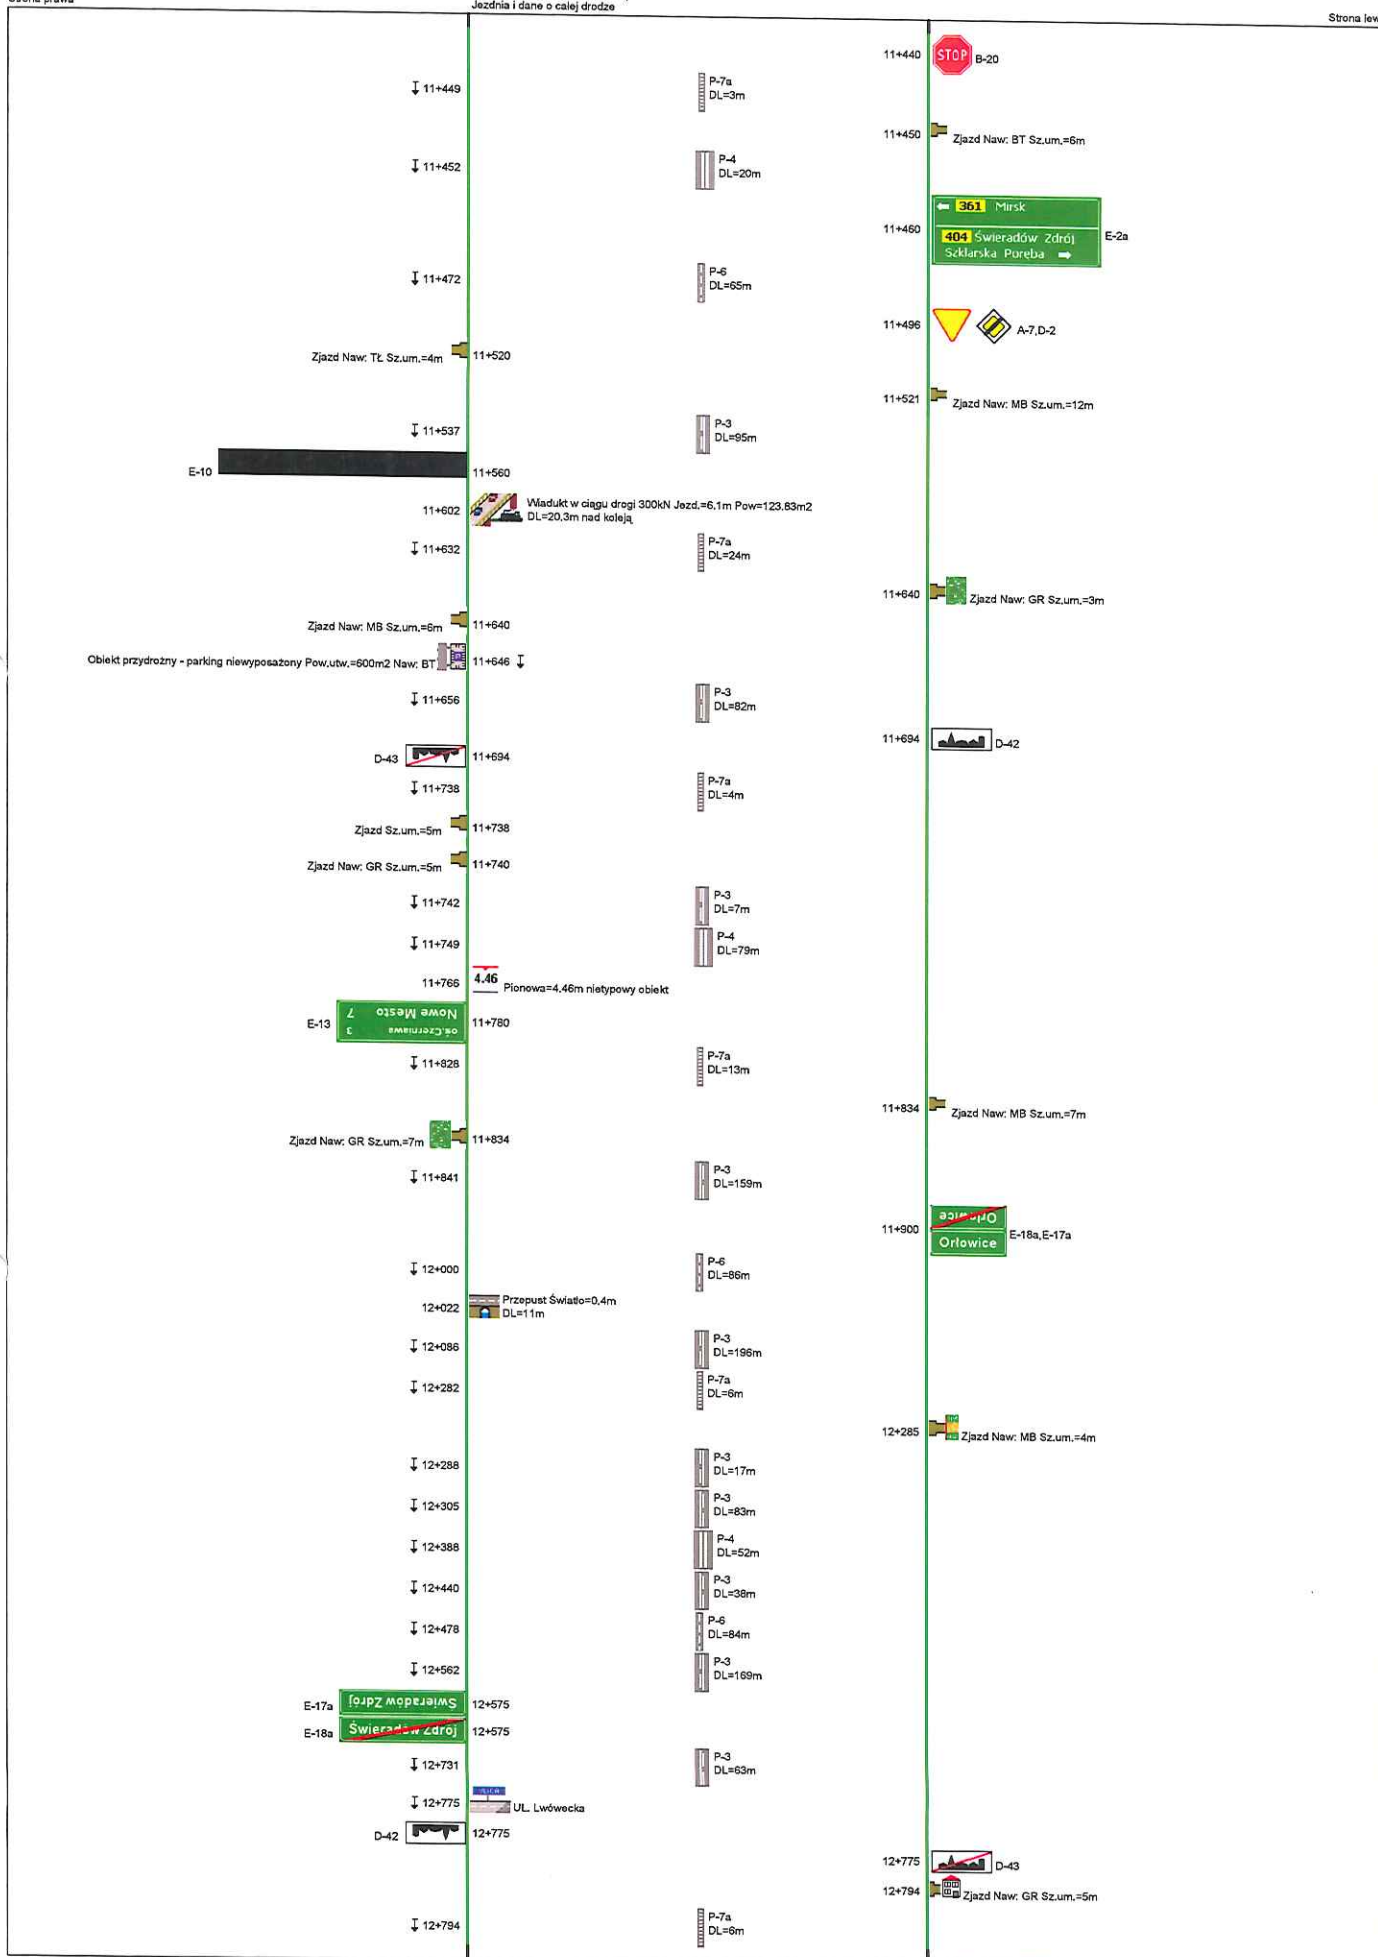 Strona prawa
Jezdnia i dane o całej drodze
Strona lew
11+440 STOP B-20
11+449 P-7a
DL=3m
11+450 Zjazd Naw: BT Sz.um.=6m
11+452 P-4
DL=20m
11+460 361 Mirsk
404 Świeradów Zdrój
Szklarska Poręba
E-2a
11+472 P-6
DL=65m
11+496 A-7,D-2
Zjazd Naw: TŁ Sz.um.=4m 11+520
11+521 Zjazd Naw: MB Sz.um.=12m
11+537 P-3
DL=95m
E-10 11+560
11+602 Wiadukt w ciągu drogi 300kN Jezd.=6,1m Pow=123.83m2
DL=20,3m nad koleją
11+632 P-7a
DL=24m
11+640 Zjazd Naw: GR Sz.um.=3m
Zjazd Naw: MB Sz.um.=6m 11+640
Obiekt przydrożny - parking niewyposażony Pow.utw.=600m2 Naw: BT 11+646
11+656 P-3
DL=82m
11+694 D-42
D-43 11+694
11+738 P-7a
DL=4m
Zjazd Sz.um.=5m 11+738
Zjazd Naw: GR Sz.um.=5m 11+740
11+742 P-3
DL=7m
11+749 P-4
DL=79m
11+766 4.46 Pionowa=4.46m nietypowy obiekt
E-13 Nowe Mesto 7
os.Czerniawa 3
11+780
11+828 P-7a
DL=13m
11+834 Zjazd Naw: MB Sz.um.=7m
Zjazd Naw: GR Sz.um.=7m 11+834
11+841 P-3
DL=159m
11+900 Orłowice
Orłowice
E-18a,E-17a
12+000 P-6
DL=86m
12+022 Przepust Światło=0.4m
DL=11m
12+086 P-3
DL=196m
12+282 P-7a
DL=6m
12+285 Zjazd Naw: MB Sz.um.=4m
12+288 P-3
DL=17m
12+305 P-3
DL=83m
12+388 P-4
DL=52m
12+440 P-3
DL=38m
12+478 P-6
DL=84m
12+562 P-3
DL=169m
E-17a Świeradów Zdrój 12+575
E-18a Świeradów Zdrój 12+575
12+731 P-3
DL=63m
12+775 UL. Lwówecka
D-42 12+775
12+775 D-43
12+794 Zjazd Naw: GR Sz.um.=5m
12+794 P-7a
DL=6m